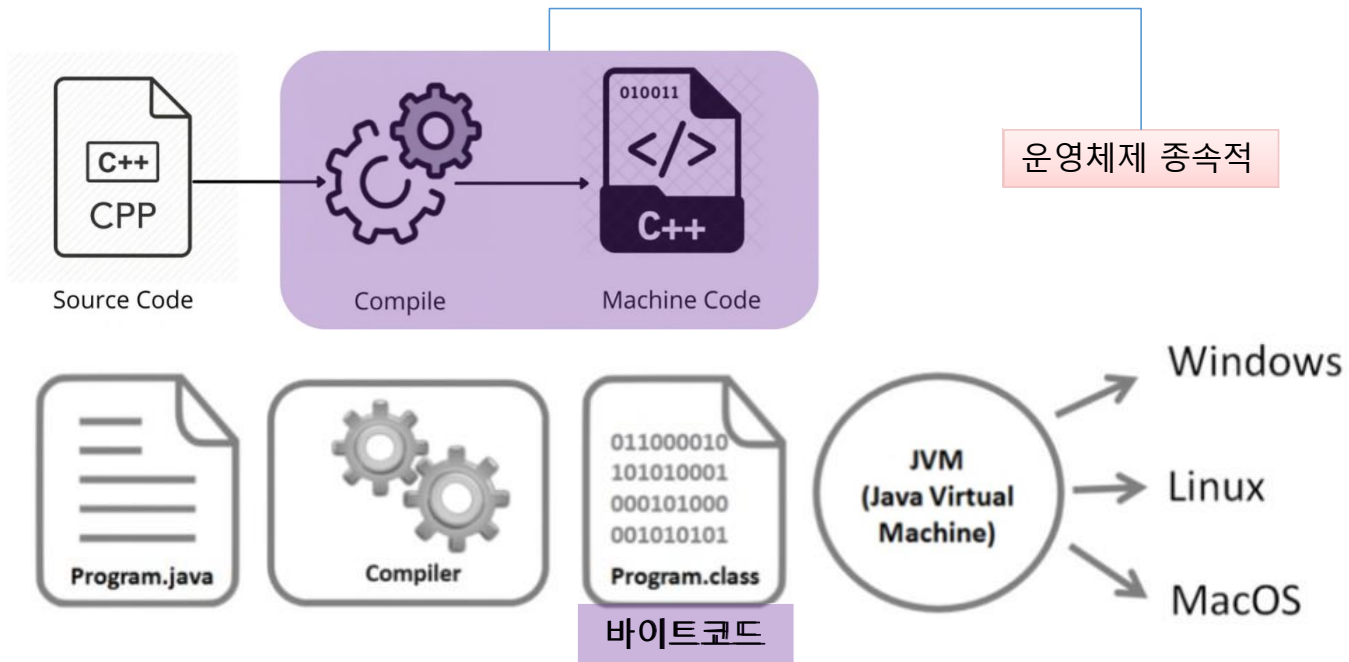 010011
</>
C++
CPP
C++
운영체제 종속적
Source Code
Compile
Machine Code
Windows
011000010
101010001
000101000
001010101
JVM
(Java Virtual
Machine)
Linux
Program.java
Compiler
Program.class
MacOS
바이트코드